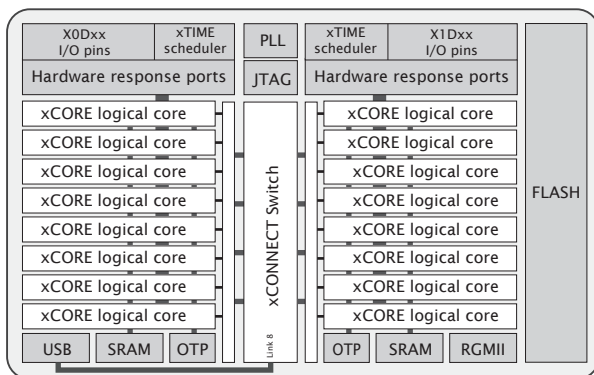 X0Dxx
I/O pins
xTIME
scheduler
PLL
xTIME
scheduler
X1Dxx
I/O pins
Hardware response ports
JTAG
Hardware response ports
xCORE logical core
xCORE logical core
xCORE logical core
xCORE logical core
xCORE logical core
xCORE logical core
xCORE logical core
xCORE logical core
xCONNECT Switch
Link 8
xCORE logical core
xCORE logical core
xCORE logical core
xCORE logical core
xCORE logical core
xCORE logical core
xCORE logical core
xCORE logical core
FLASH
USB
SRAM
OTP
OTP
SRAM
RGMII